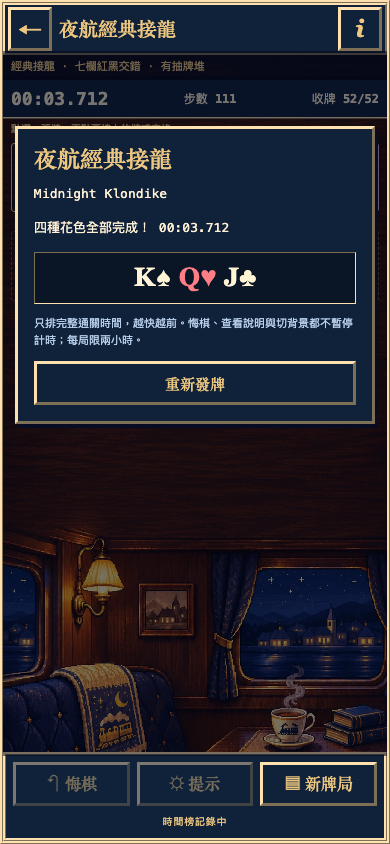 ← 夜航經典接龍 i
經典接龍 · 七欄紅黑交錯 · 有抽牌堆
00:03.712 步數 111 收牌 52/52
夜航經典接龍
Midnight Klondike
四種花色全部完成！ 00:03.712
K♠ Q♥ J♣
只排完整通關時間，越快越前。悔棋、查看說明與切背景都不暫停
計時；每局限兩小時。
重新發牌
悔棋 提示 新牌局
時間榜記錄中